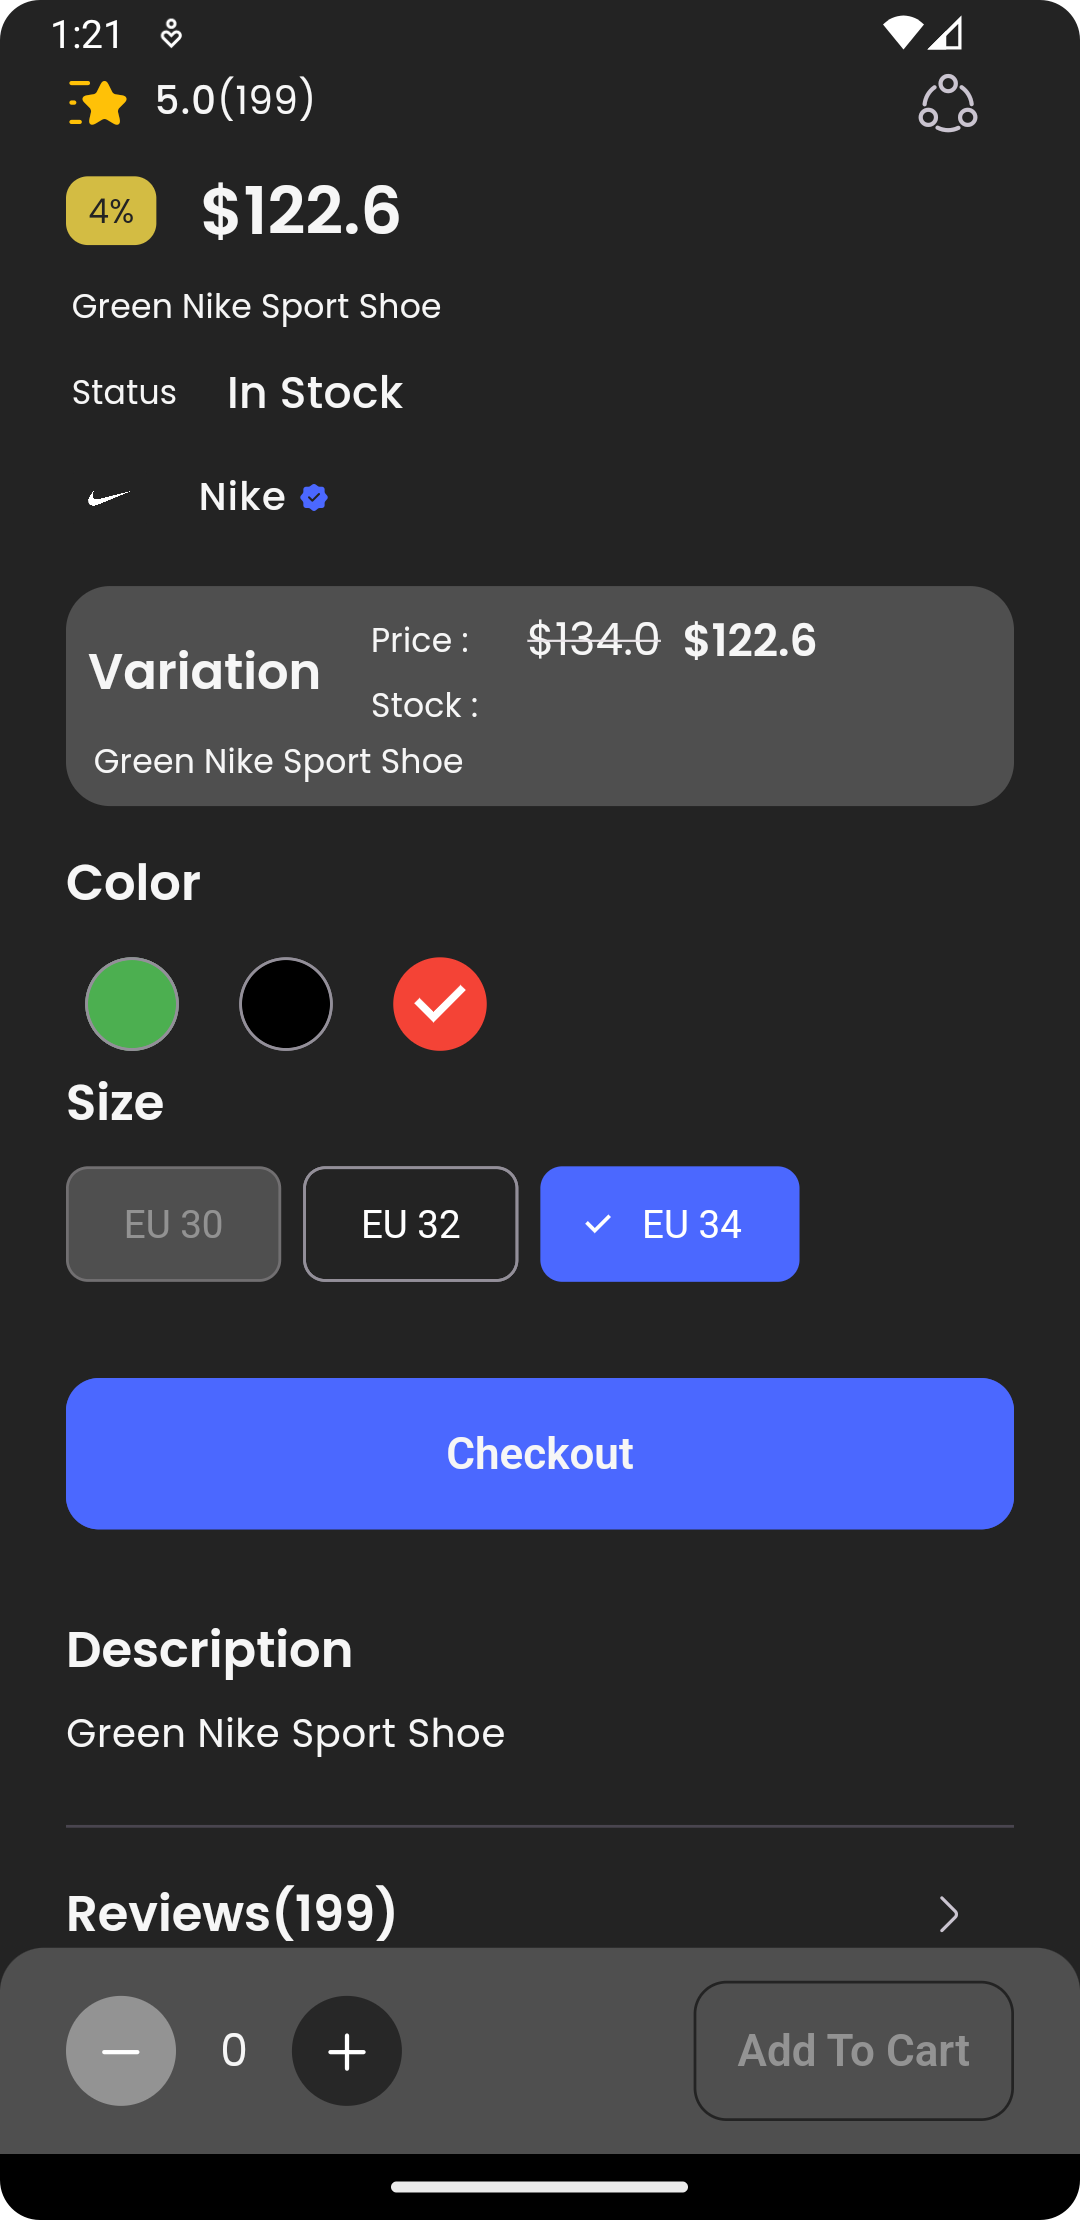 1:21
5.0(199)
4% $122.6
Green Nike Sport Shoe
Status In Stock
Nike
Variation
Price : $134.0 $122.6
Stock :
Green Nike Sport Shoe
Color
Size
EU 30 EU 32 EU 34
Checkout
Description
Green Nike Sport Shoe
Reviews(199)
0 Add To Cart